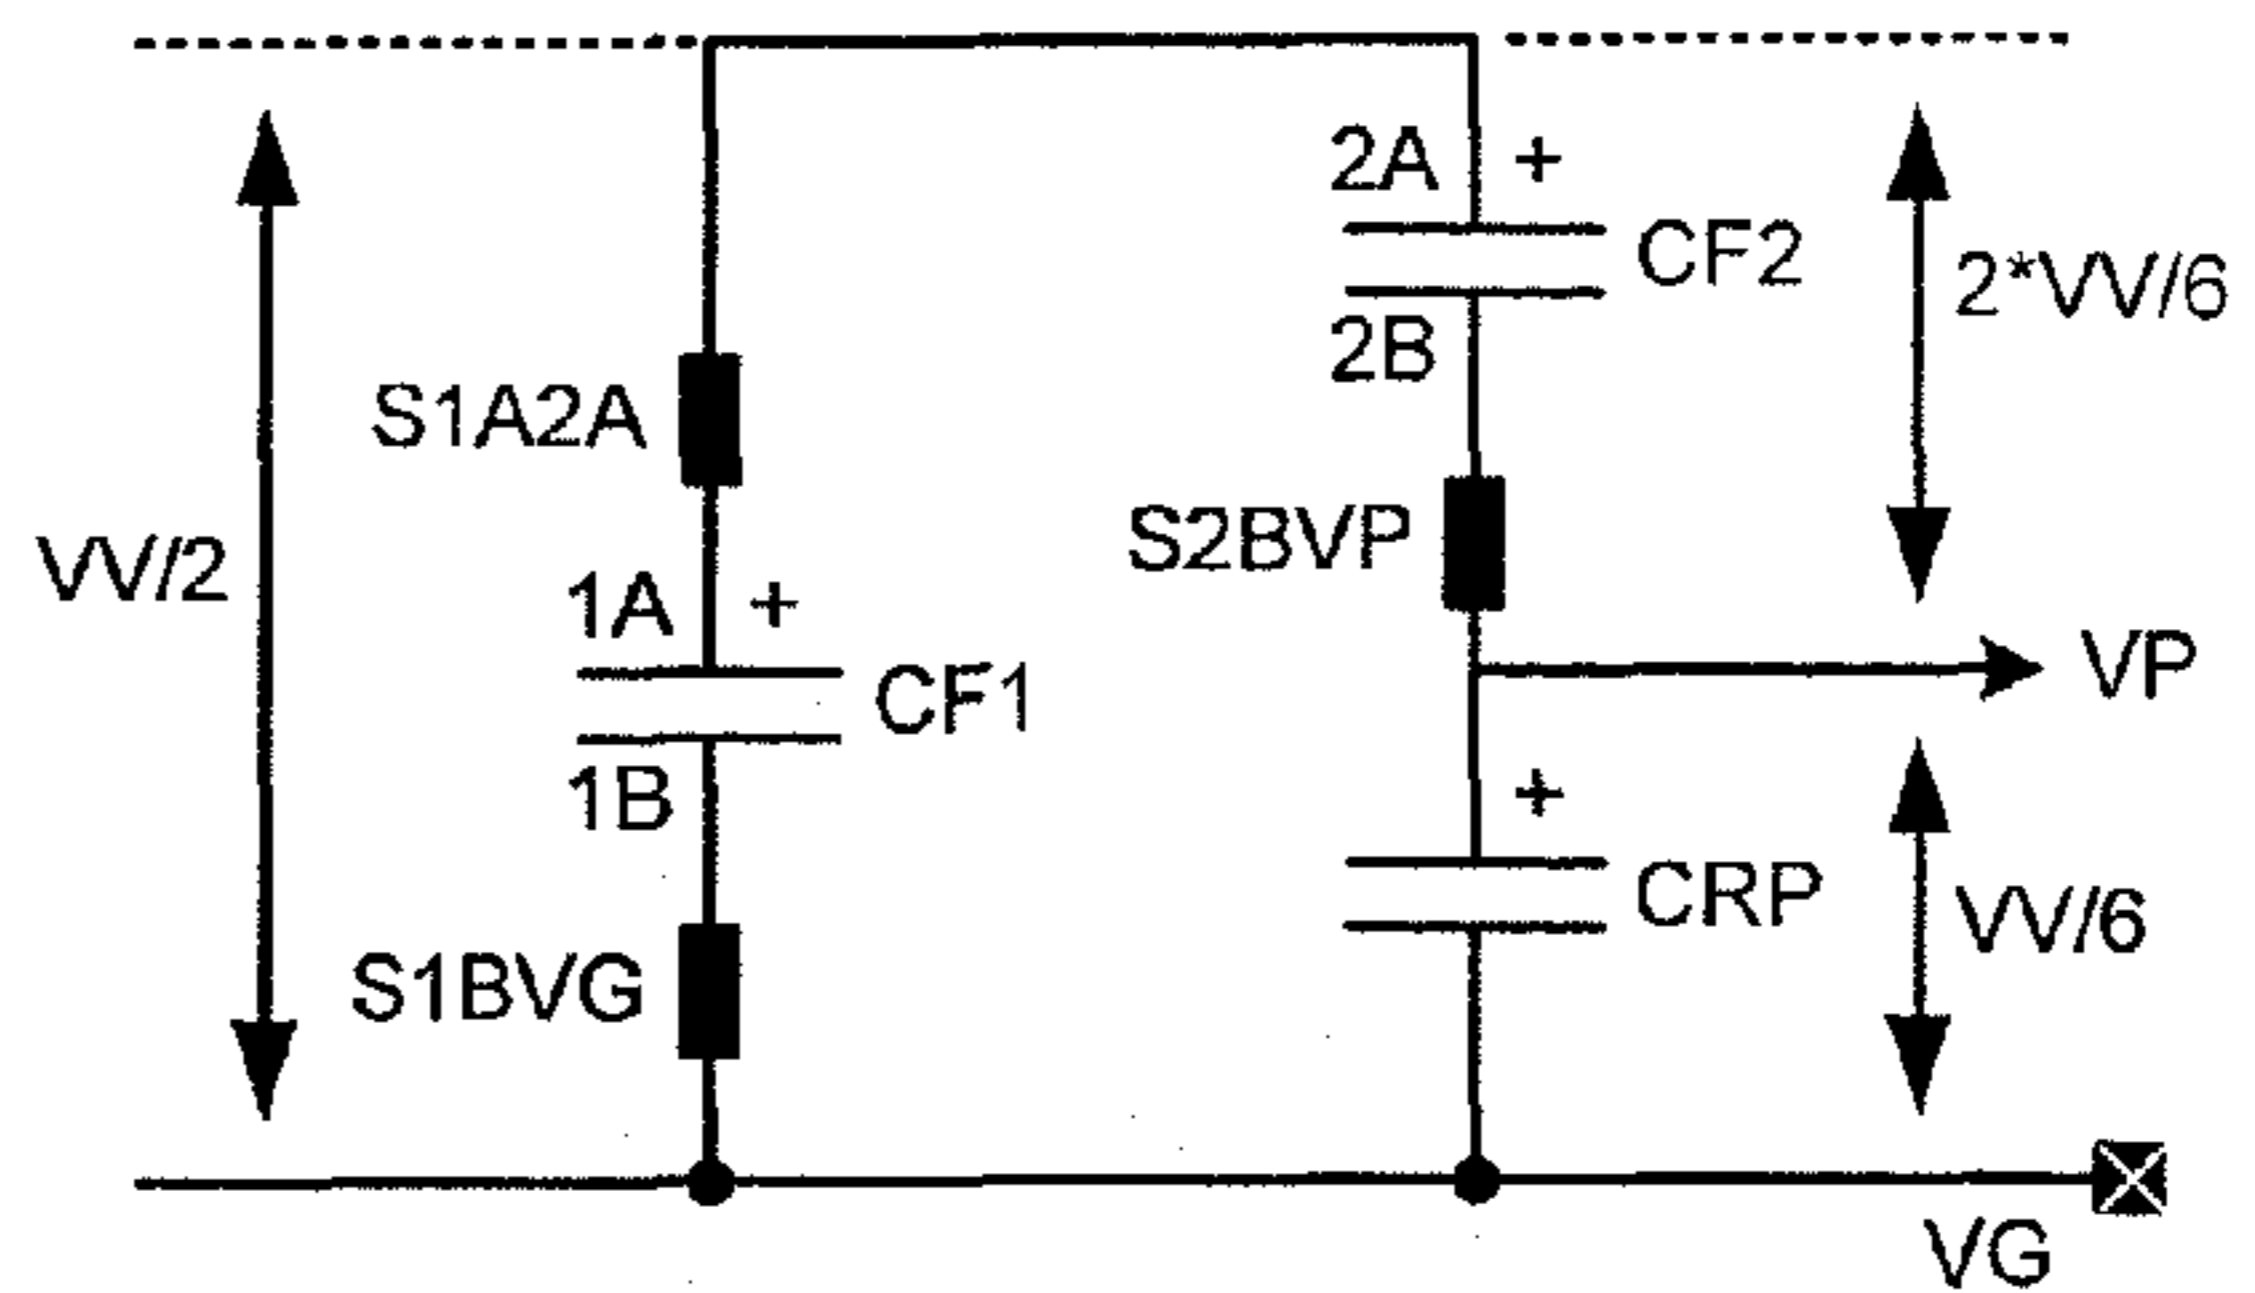 2A +
CF2
2*VV/6
2B
S1A2A
S2BVP
VV/2
1A +
VP
CF1
1B
+
CRP
VV/6
S1BVG
VG